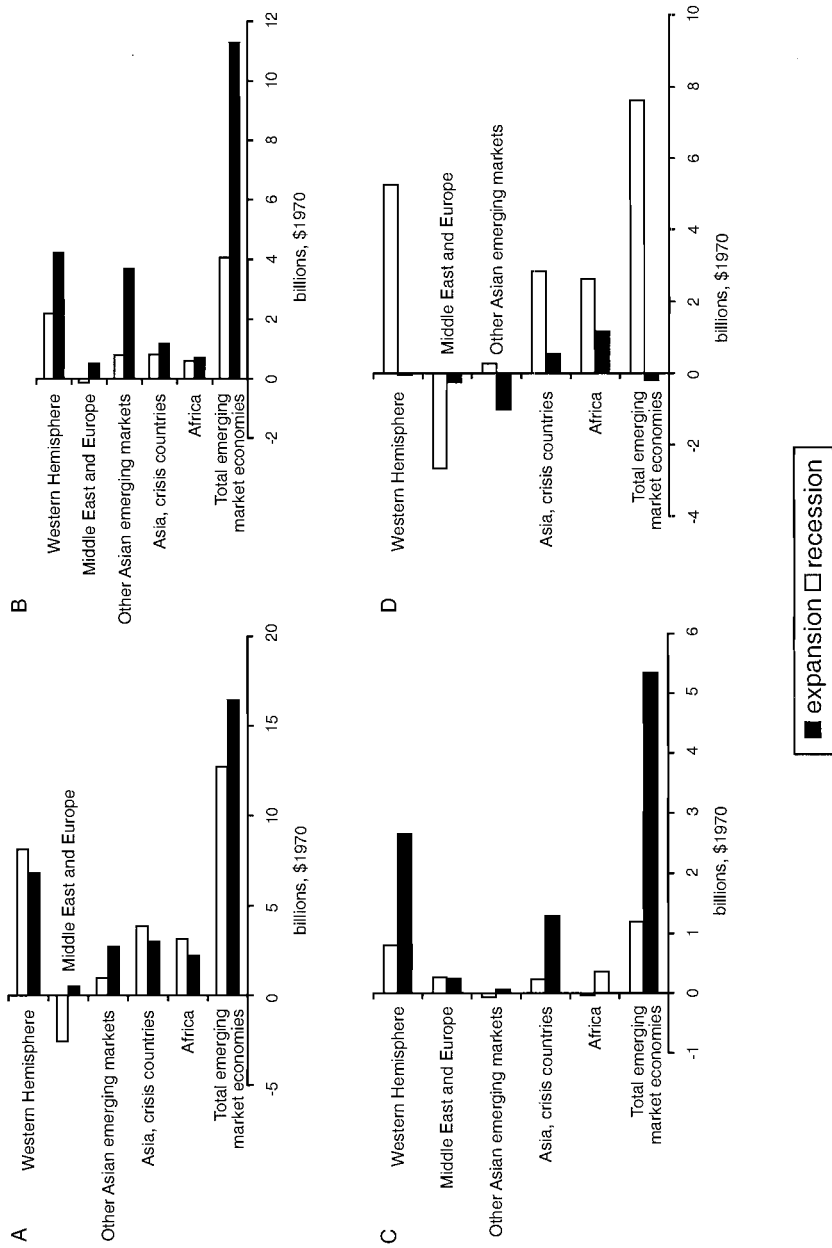 A
Western Hemisphere
Middle East and Europe
Other Asian emerging markets
Asia, crisis countries
Africa
Total emerging
market economies
-5
0
5
10
15
20
billions, $1970
B
Western Hemisphere
Middle East and Europe
Other Asian emerging markets
Asia, crisis countries
Africa
Total emerging
market economies
-2
0
2
4
6
8
10
12
billions, $1970
C
Western Hemisphere
Middle East and Europe
Other Asian emerging markets
Asia, crisis countries
Africa
Total emerging
market economies
-1
0
1
2
3
4
5
6
billions, $1970
D
Western Hemisphere
Middle East and Europe
Other Asian emerging markets
Asia, crisis countries
Africa
Total emerging
market economies
-4
-2
0
2
4
6
8
10
billions, $1970
expansion recession